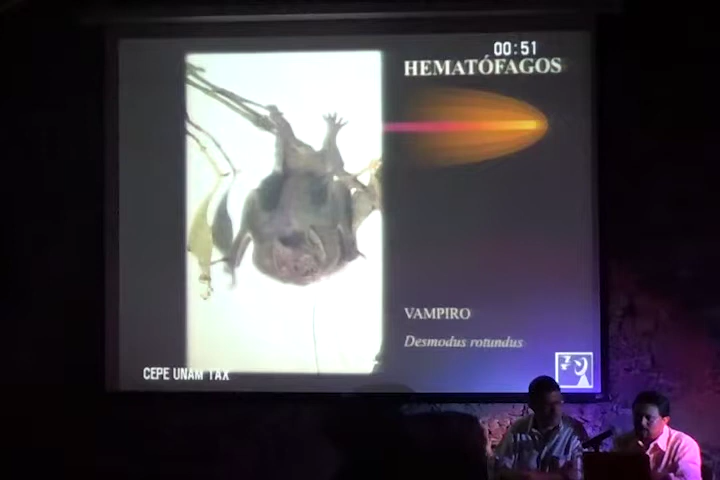 00:51
HEMATÓFAGOS
VAMPIRO
Desmodus rotundus
CEPE UNAM TAX